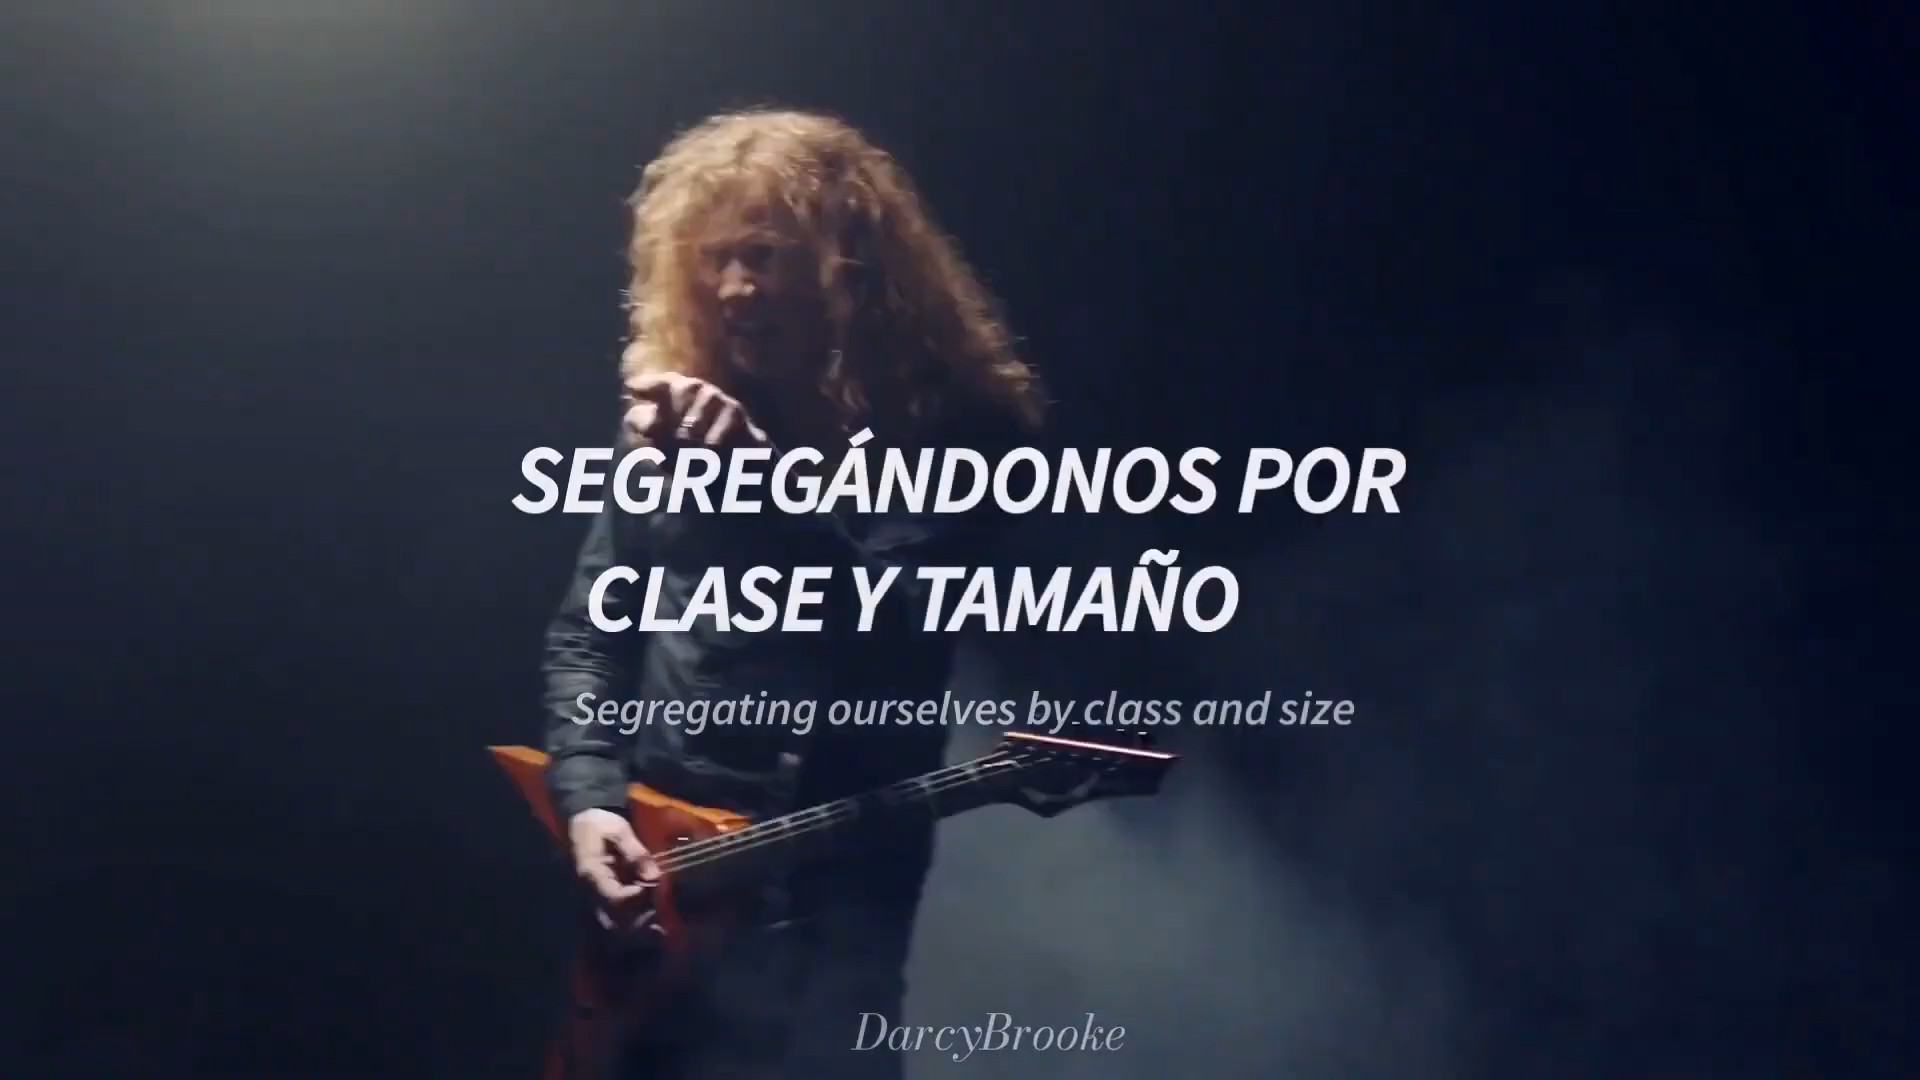 SEGREGÁNDONOS POR
CLASE Y TAMAÑO
Segregating ourselves by class and size
DarcyBrooke